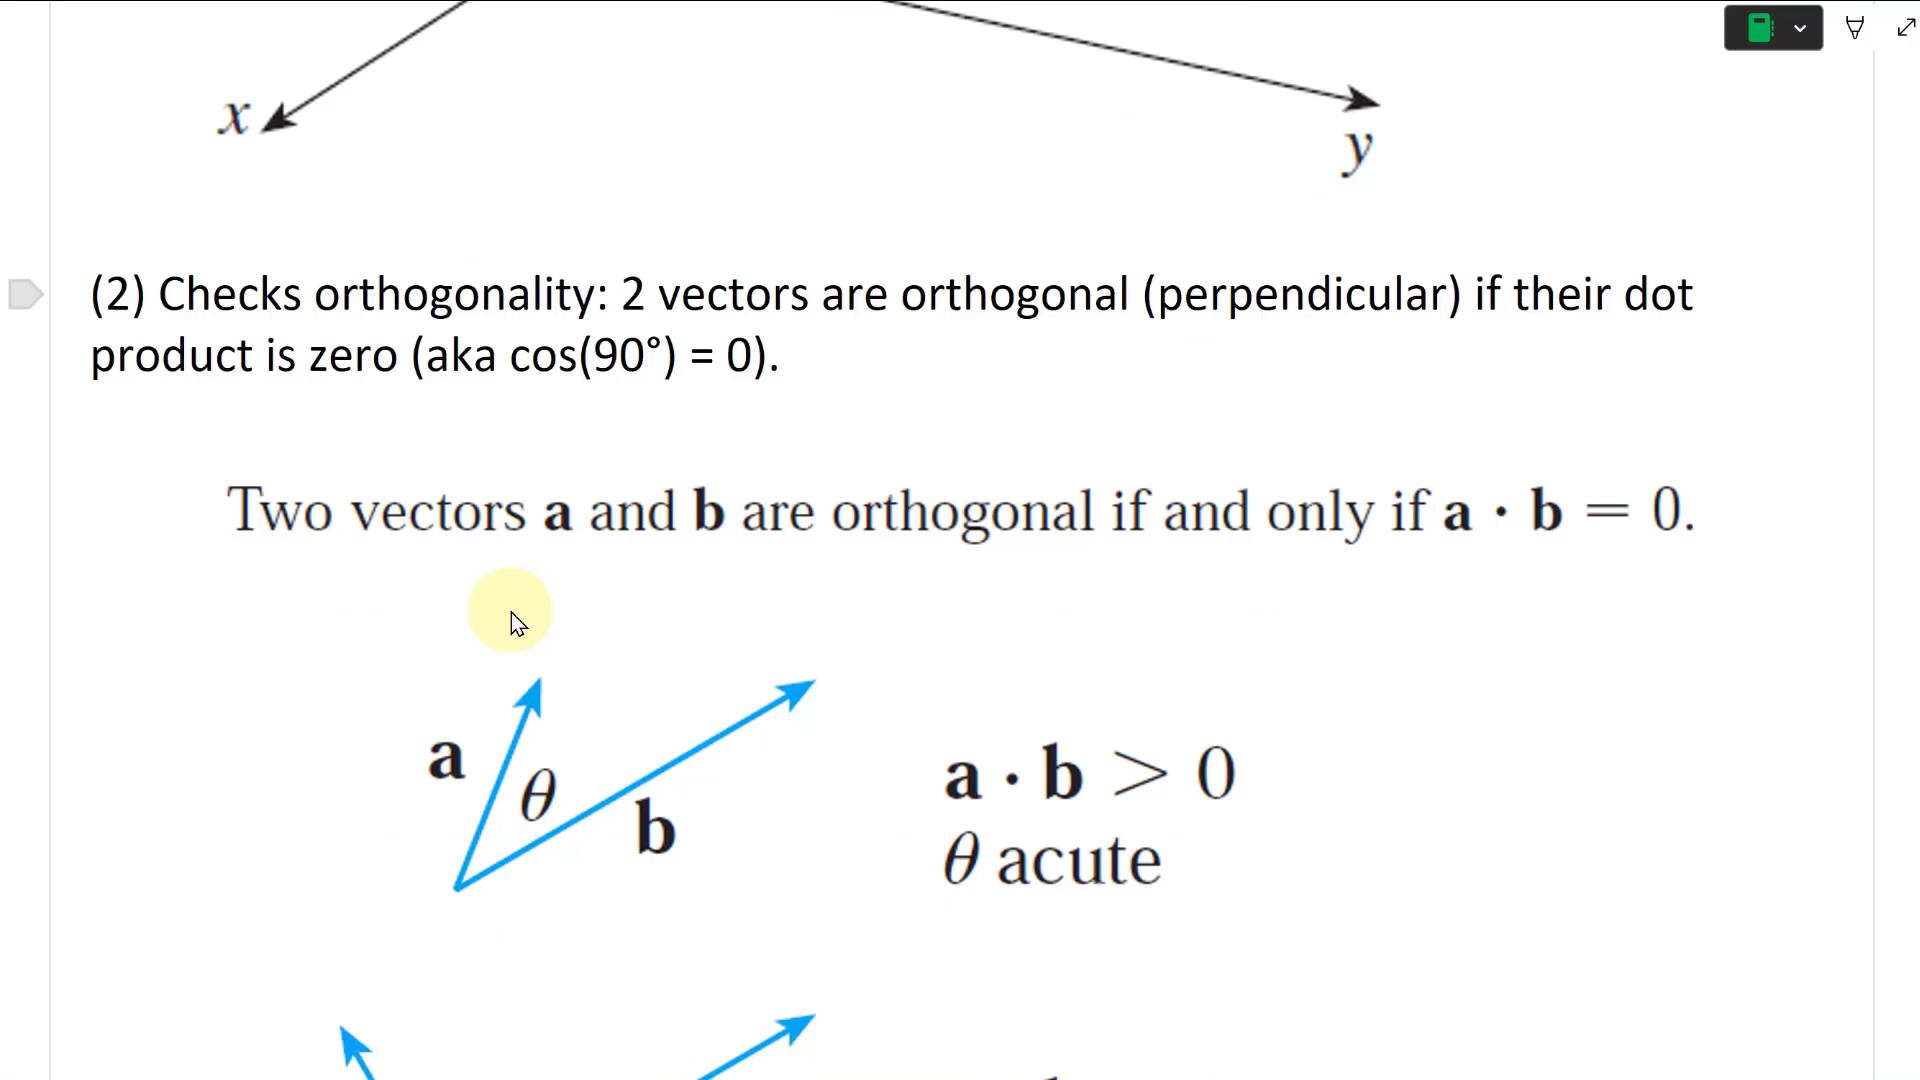 x
y
(2) Checks orthogonality: 2 vectors are orthogonal (perpendicular) if their dot
product is zero (aka cos(90°) = 0).
Two vectors a and b are orthogonal if and only if a · b = 0.
a
θ
b
a · b > 0
θ acute